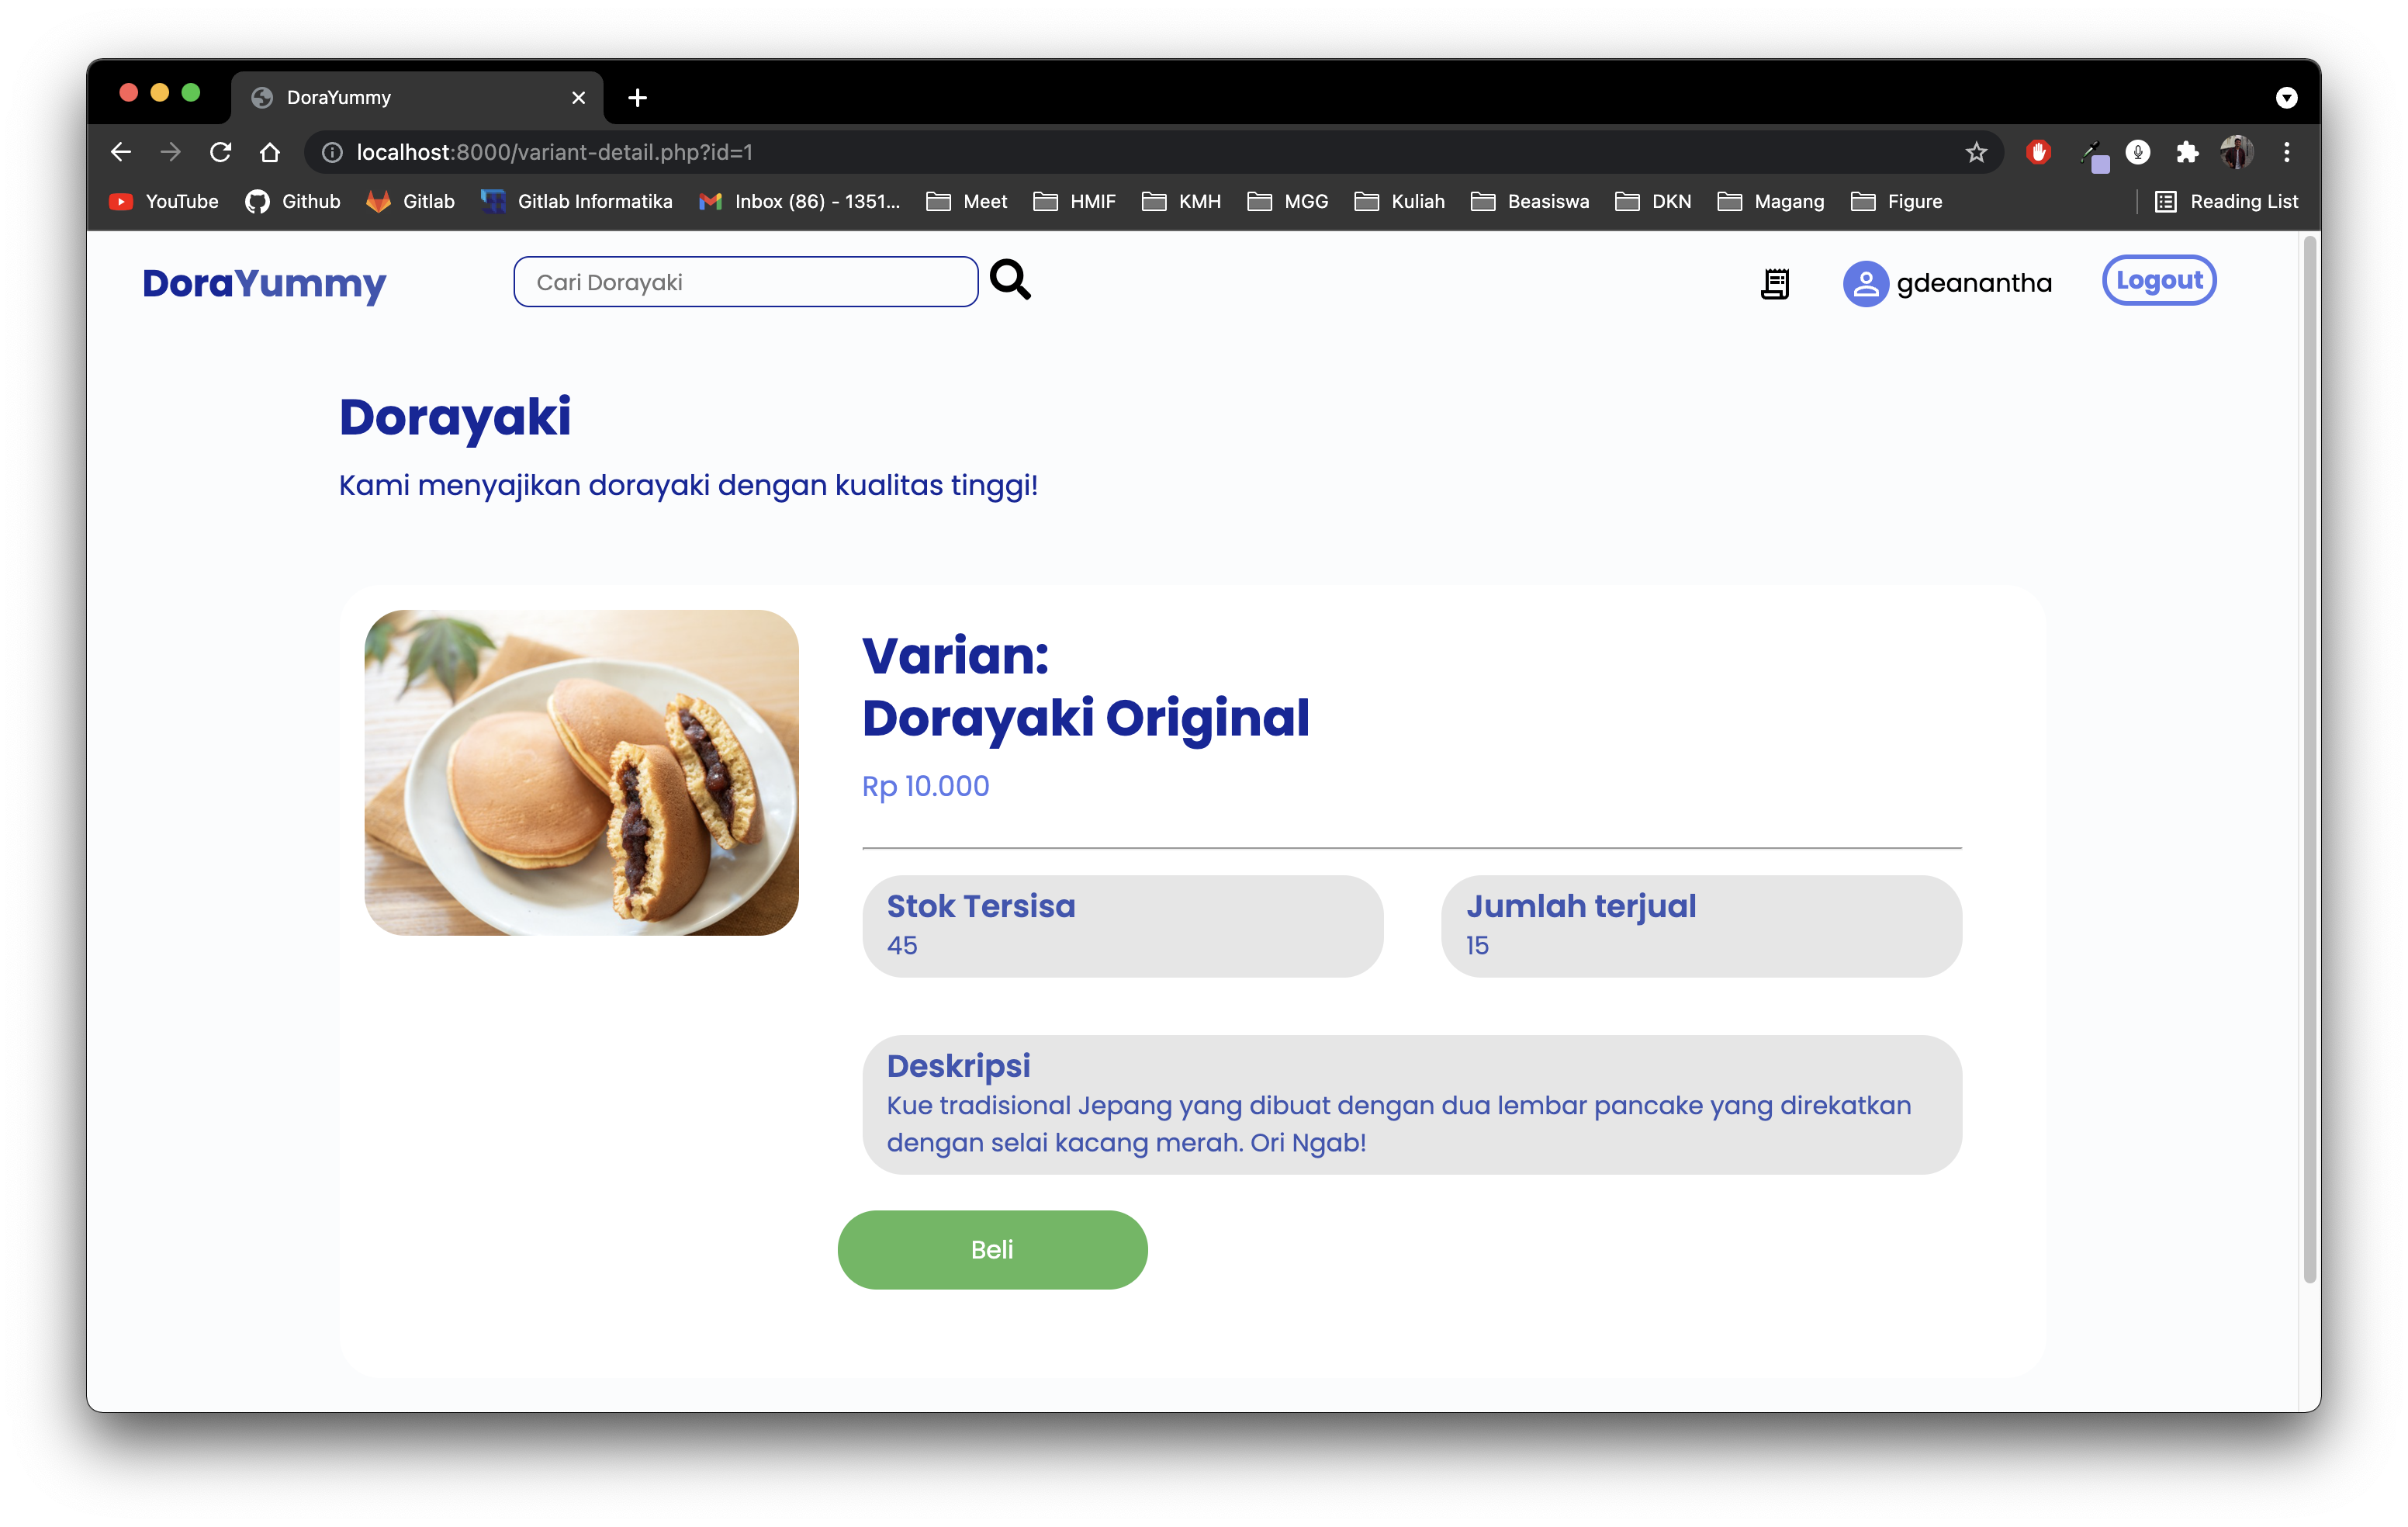 DoraYummy
localhost:8000/variant-detail.php?id=1
YouTube Github Gitlab Gitlab Informatika Inbox (86) - 1351... Meet HMIF KMH MGG Kuliah Beasiswa DKN Magang Figure Reading List
DoraYummy Cari Dorayaki gdeanantha Logout
Dorayaki
Kami menyajikan dorayaki dengan kualitas tinggi!
Varian:
Dorayaki Original
Rp 10.000
Stok Tersisa
45
Jumlah terjual
15
Deskripsi
Kue tradisional Jepang yang dibuat dengan dua lembar pancake yang direkatkan
dengan selai kacang merah. Ori Ngab!
Beli